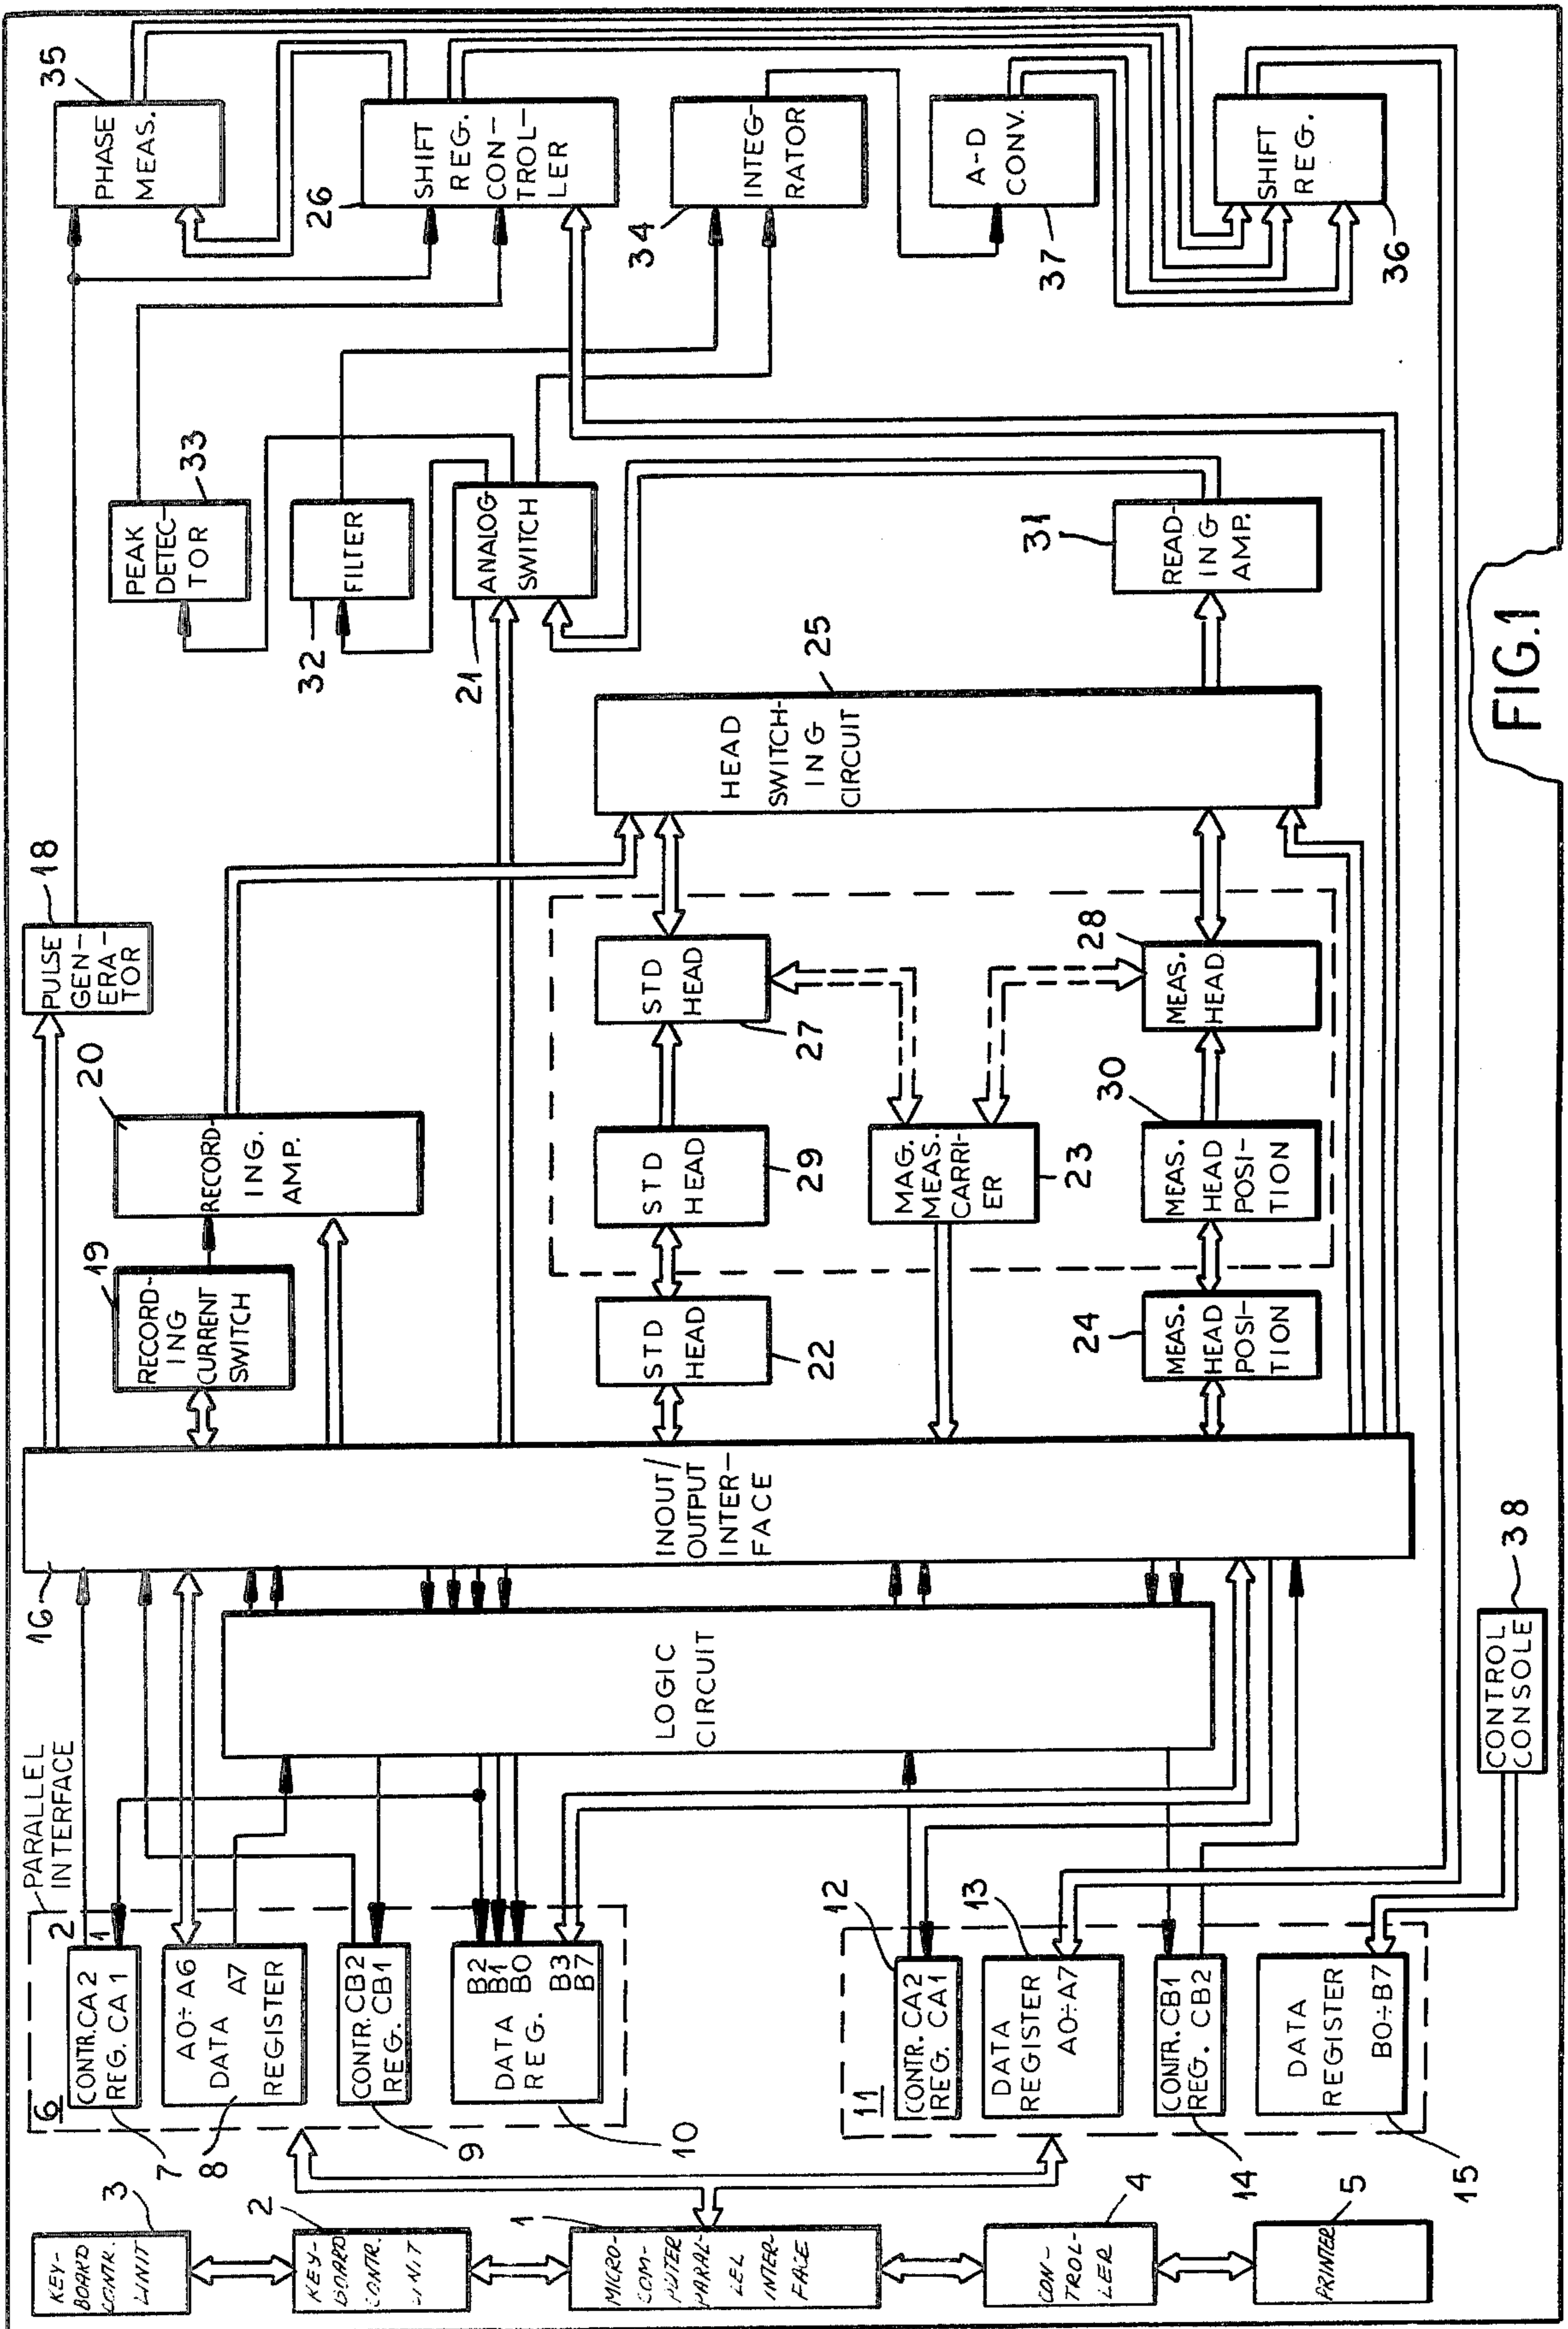 35
PHASE
MEAS.
26
SHIFT
REG.
CON-
TROL-
LER
34
INTEG-
RATOR
A-D
CONV.
37
SHIFT
REG.
36
PEAK
DETEC-
TOR
33
FILTER
32
ANALOG
SWITCH
21
READ-
ING
AMP.
31
HEAD
SWITCH-
ING
CIRCUIT
25
18
PULSE
GEN-
ERA-
TOR
20
RECORD-
ING.
AMP.
19
RECORD-
ING
CURRENT
SWITCH
STD
HEAD
27
STD
HEAD
29
STD
HEAD
22
MAG.
MEAS.
CARRI-
ER
23
28
MEAS.
HEAD
30
MEAS.
HEAD
POSI-
TION
24
MEAS.
HEAD
POSI-
TION
16
INOUT/
OUTPUT
INTER-
FACE
LOGIC
CIRCUIT
PARALLEL
INTERFACE
6
2
1
CONTR.CA2
REG. CA1
7
A0÷A6
DATA A7
REGISTER
8
CONTR.CB2
REG. CB1
9
B2
B1
DATA B0
REG.
B3
B7
10
11
12
CONTR.CA2
REG. CA1
13
DATA
REGISTER
A0÷A7
CONTR.CB1
REG. CB2
14
DATA
REGISTER
B0÷B7
15
CONTROL
CONSOLE
38
3
KEY-
BOARD
CONTR.
UNIT
2
KEY-
BOARD
CONTR.
UNIT
1
MICRO-
COM-
PUTER
PARAL-
LEL
INTER-
FACE
4
CON-
TROL-
LER
5
PRINTER
FIG.1